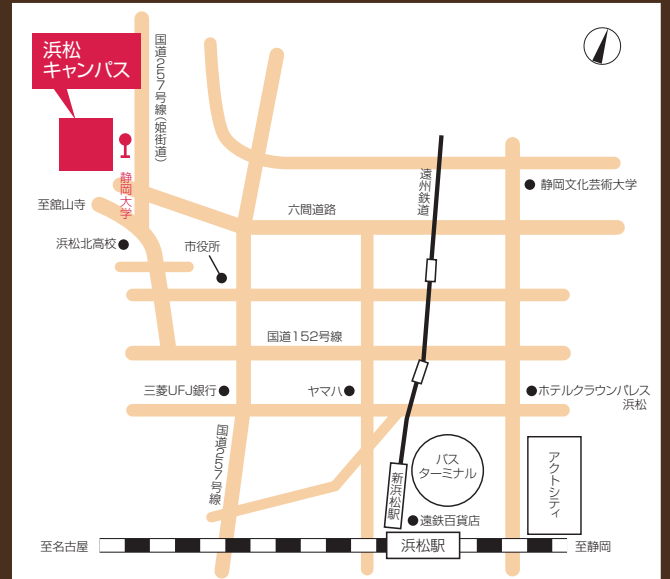 浜松
キャンパス
国道257号線(姫街道)
静岡大学
至舘山寺
浜松北高校
市役所
六間道路
遠州鉄道
静岡文化芸術大学
国道152号線
三菱UFJ銀行
ヤマハ
ホテルクラウンパレス
浜松
国道257号線
バス
ターミナル
アクトシティ
新浜松駅
遠鉄百貨店
至名古屋
浜松駅
至静岡